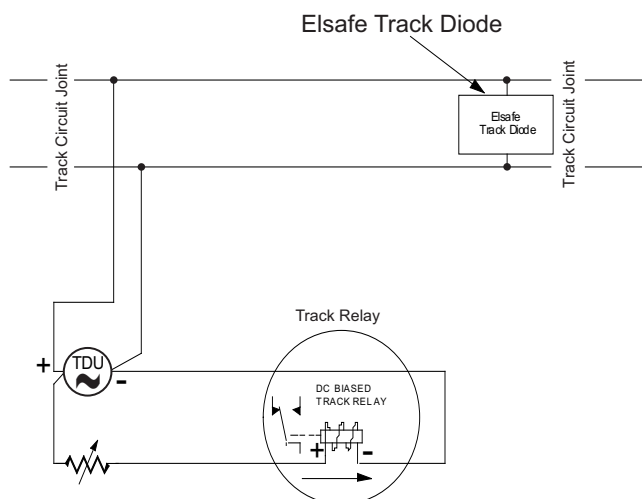 Elsafe Track Diode
Track Circuit Joint
Elsafe
Track Diode
Track Circuit Joint
Track Relay
+
TDU
-
DC BIASED
TRACK RELAY
+
-